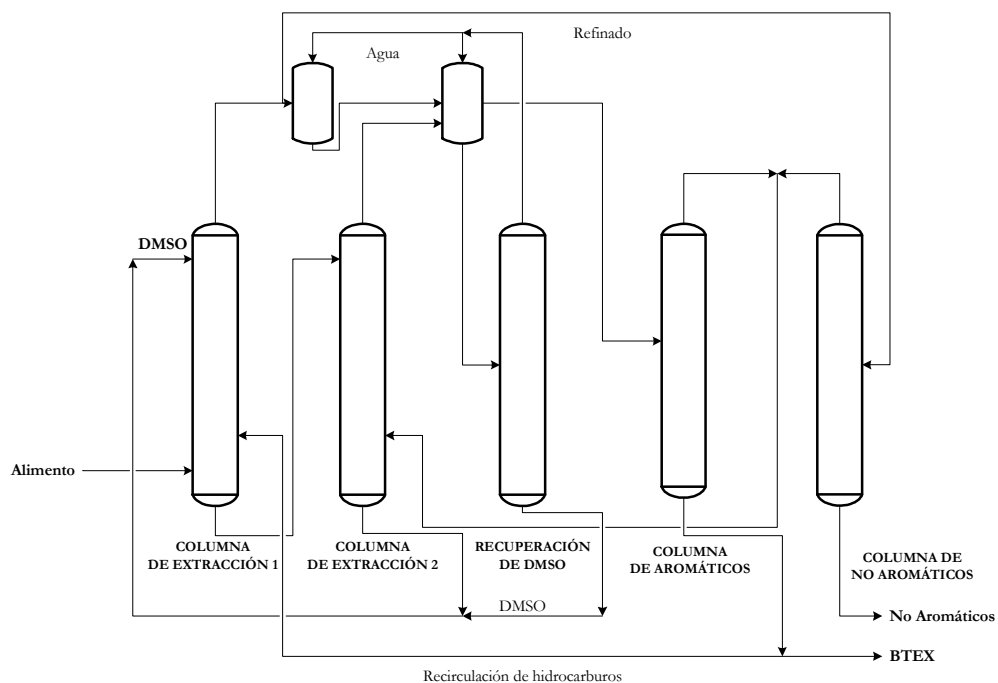 Refinado
Agua
DMSO
Alimento
COLUMNA
DE EXTRACCIÓN 1
COLUMNA
DE EXTRACCIÓN 2
RECUPERACIÓN
DE DMSO
COLUMNA
DE AROMÁTICOS
COLUMNA DE
NO AROMÁTICOS
DMSO
No Aromáticos
BTEX
Recirculación de hidrocarburos